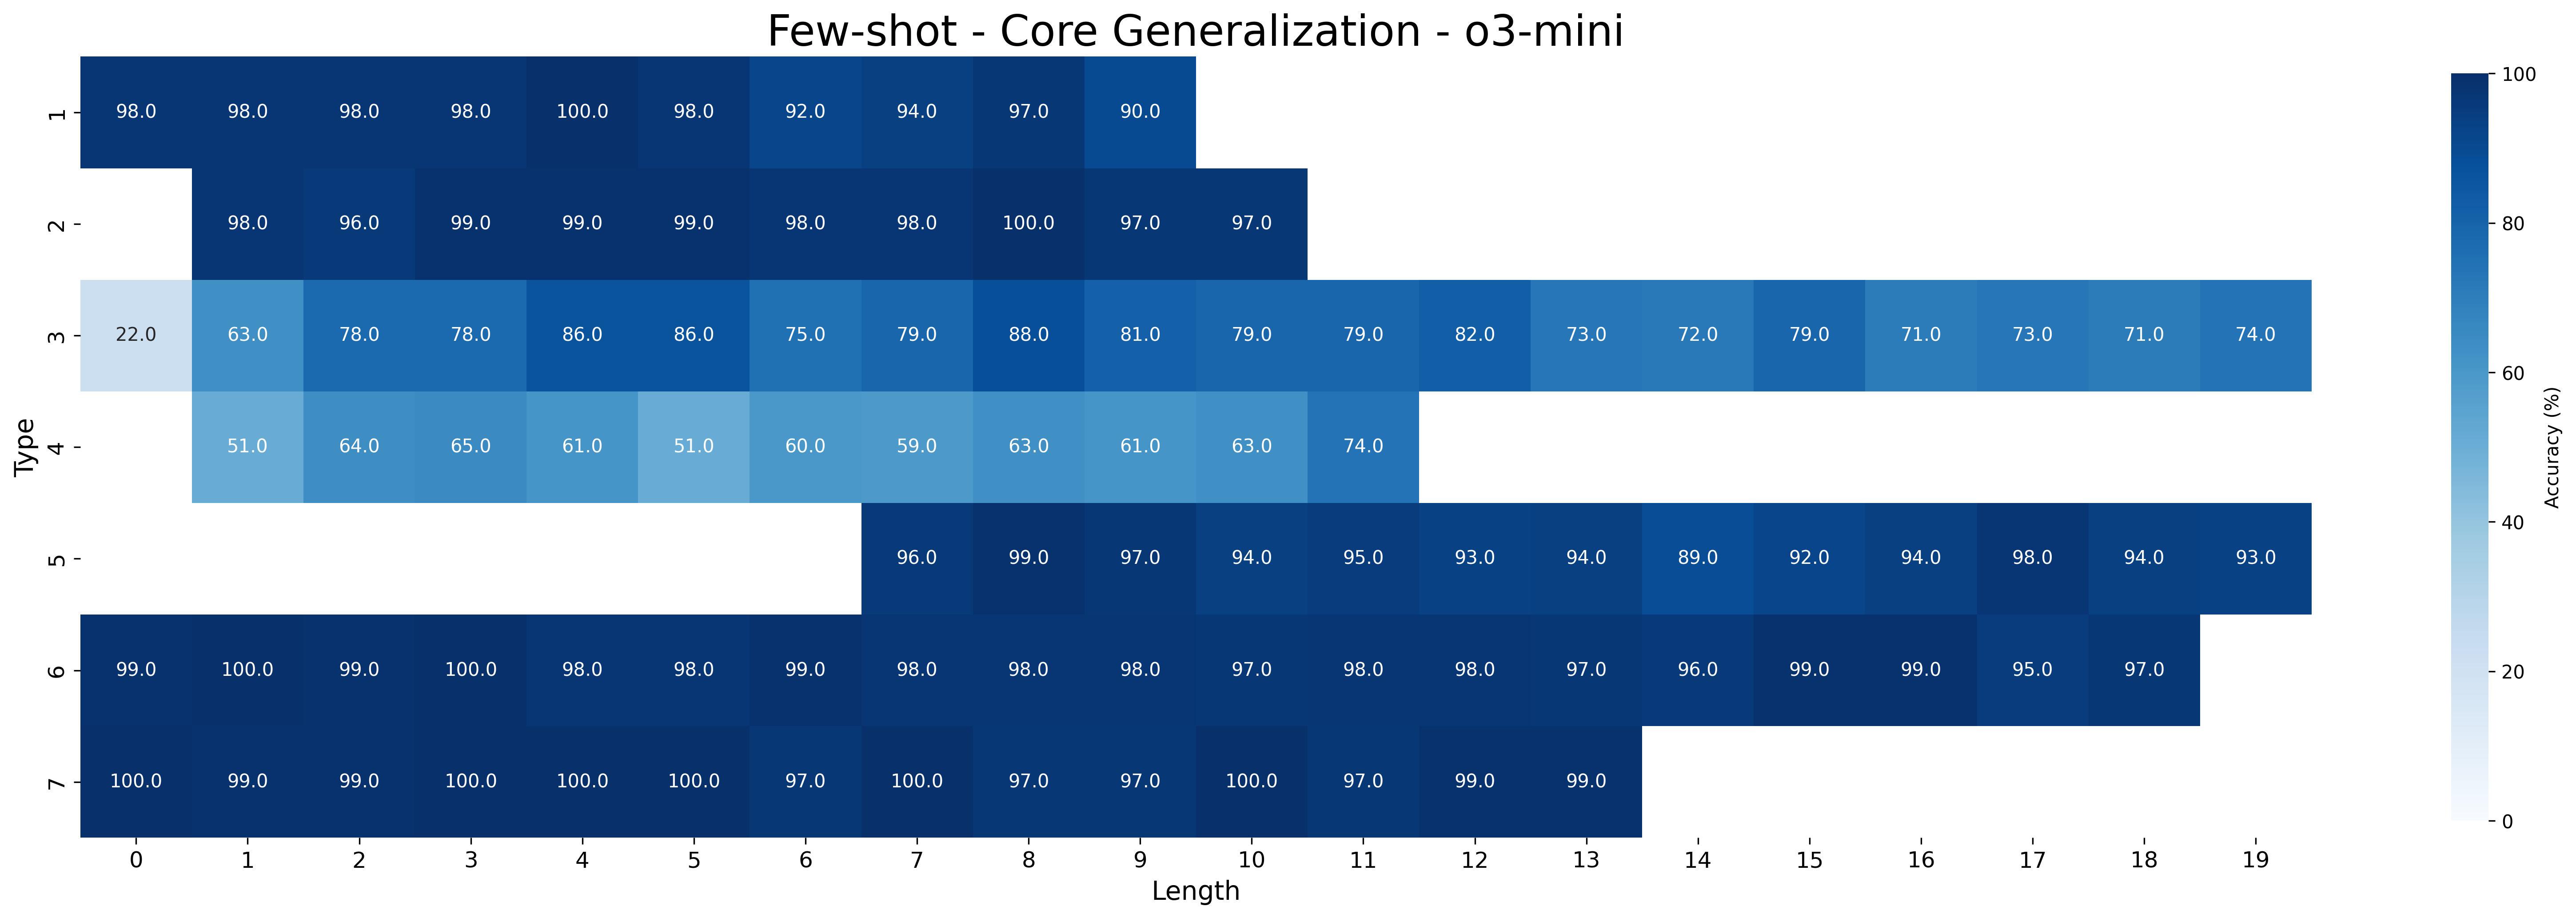 Few-shot - Core Generalization - o3-mini
1 98.0 98.0 98.0 98.0 100.0 98.0 92.0 94.0 97.0 90.0
2 98.0 96.0 99.0 99.0 99.0 98.0 98.0 100.0 97.0 97.0
3 22.0 63.0 78.0 78.0 86.0 86.0 75.0 79.0 88.0 81.0 79.0 79.0 82.0 73.0 72.0 79.0 71.0 73.0 71.0 74.0
4 51.0 64.0 65.0 61.0 51.0 60.0 59.0 63.0 61.0 63.0 74.0
5 96.0 99.0 97.0 94.0 95.0 93.0 94.0 89.0 92.0 94.0 98.0 94.0 93.0
6 99.0 100.0 99.0 100.0 98.0 98.0 99.0 98.0 98.0 98.0 97.0 98.0 98.0 97.0 96.0 99.0 99.0 95.0 97.0
7 100.0 99.0 99.0 100.0 100.0 100.0 97.0 100.0 97.0 97.0 100.0 97.0 99.0 99.0
0 1 2 3 4 5 6 7 8 9 10 11 12 13 14 15 16 17 18 19
Length
Type
100
80
60
40
20
0
Accuracy (%)